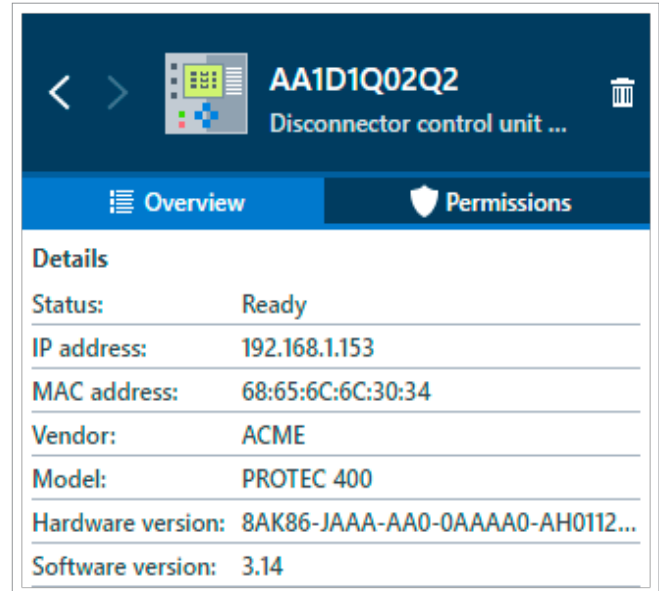 AA1D1Q02Q2
Disconnector control unit ...
Overview Permissions
Details
Status: Ready
IP address: 192.168.1.153
MAC address: 68:65:6C:6C:30:34
Vendor: ACME
Model: PROTEC 400
Hardware version: 8AK86-JAAA-AA0-0AAAA0-AH0112...
Software version: 3.14